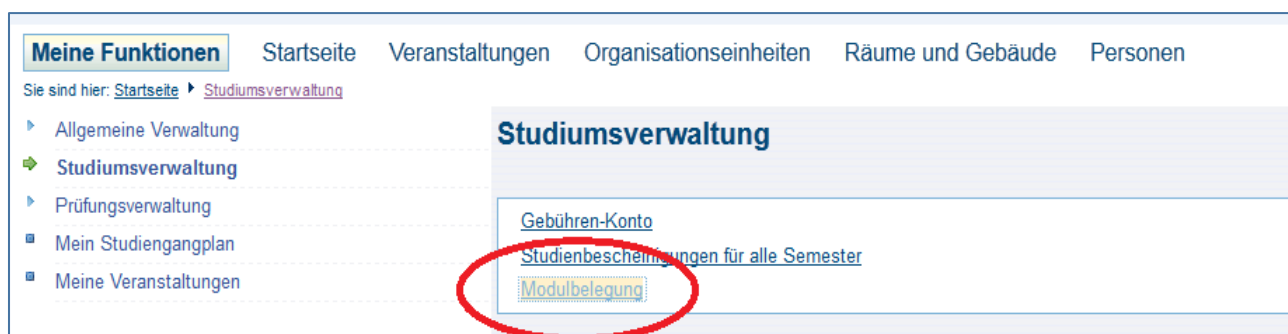 Meine Funktionen Startseite Veranstaltungen Organisationseinheiten Räume und Gebäude Personen
Sie sind hier: Startseite Studiumsverwaltung
Allgemeine Verwaltung
Studiumsverwaltung
Prüfungsverwaltung
Mein Studiengangplan
Meine Veranstaltungen
Studiumsverwaltung
Gebühren-Konto
Studienbescheinigungen für alle Semester
Modulbelegung